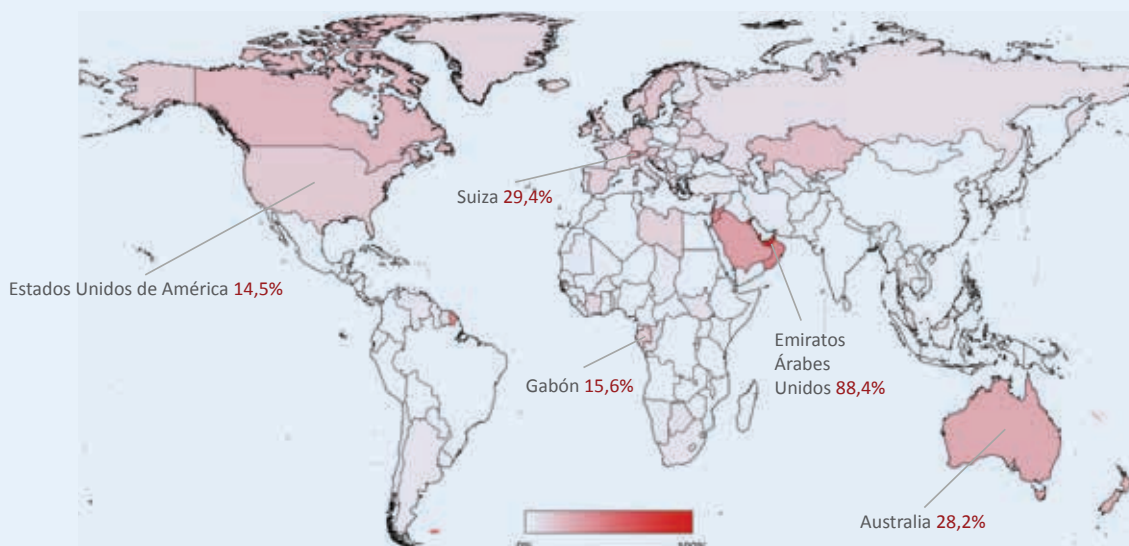 Suiza 29,4%
Estados Unidos de América 14,5%
Emiratos
Árabes
Unidos 88,4%
Gabón 15,6%
Australia 28,2%